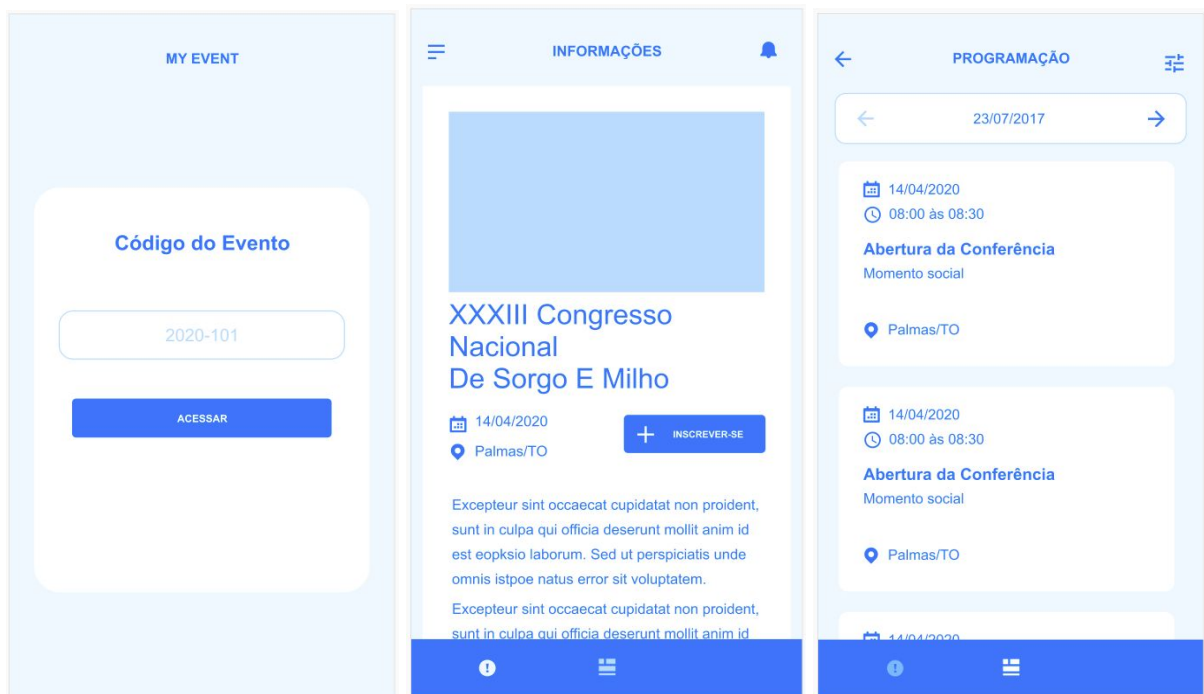 MY EVENT
Código do Evento
2020-101
ACESSAR
INFORMAÇÕES
XXXIII Congresso
Nacional
De Sorgo E Milho
14/04/2020
Palmas/TO
INSCREVER-SE
Excepteur sint occaecat cupidatat non proident,
sunt in culpa qui officia deserunt mollit anim id
est eopksio laborum. Sed ut perspiciatis unde
omnis istpoe natus error sit voluptatem.
Excepteur sint occaecat cupidatat non proident,
sunt in culpa qui officia deserunt mollit anim id
PROGRAMAÇÃO
23/07/2017
14/04/2020
08:00 às 08:30
Abertura da Conferência
Momento social
Palmas/TO
14/04/2020
08:00 às 08:30
Abertura da Conferência
Momento social
Palmas/TO
14/04/2020